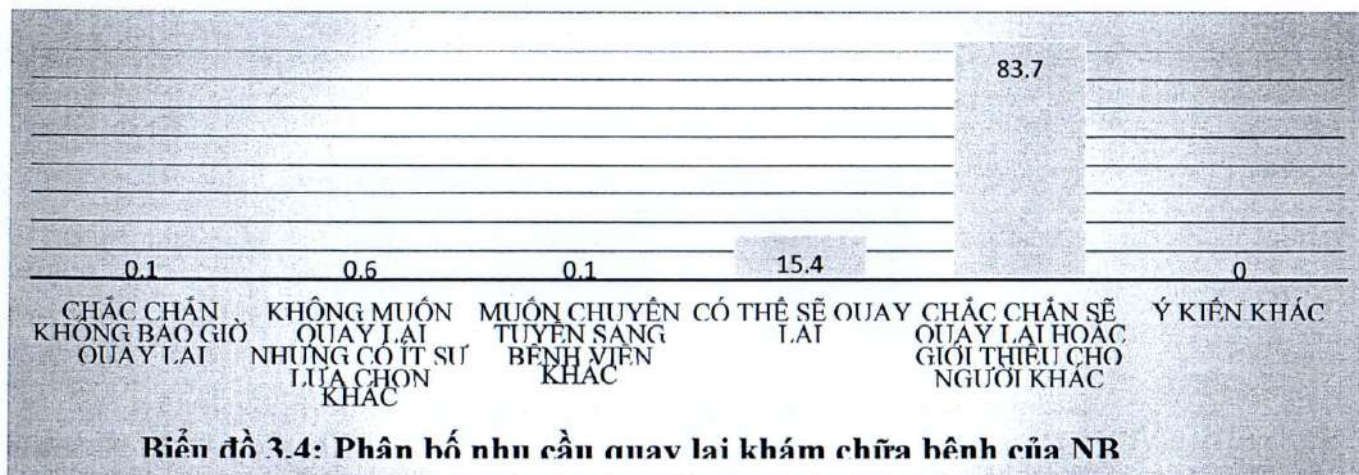 83.7
0.1
0.6
0.1
15.4
0
CHẮC CHẮN
KHÔNG BAO GIỜ
QUAY LẠI
KHÔNG MUỐN
QUAY LẠI
NHƯNG CÓ ÍT SỰ
LỰA CHỌN
KHÁC
MUỐN CHUYỂN
TUYẾN SANG
BỆNH VIỆN
KHÁC
CÓ THỂ SẼ QUAY
LẠI
CHẮC CHẮN SẼ
QUAY LẠI HOẶC
GIỚI THIỆU CHO
NGƯỜI KHÁC
Ý KIẾN KHÁC
Biểu đồ 3.4: Phân bố nhu cầu quay lại khám chữa bệnh của NB